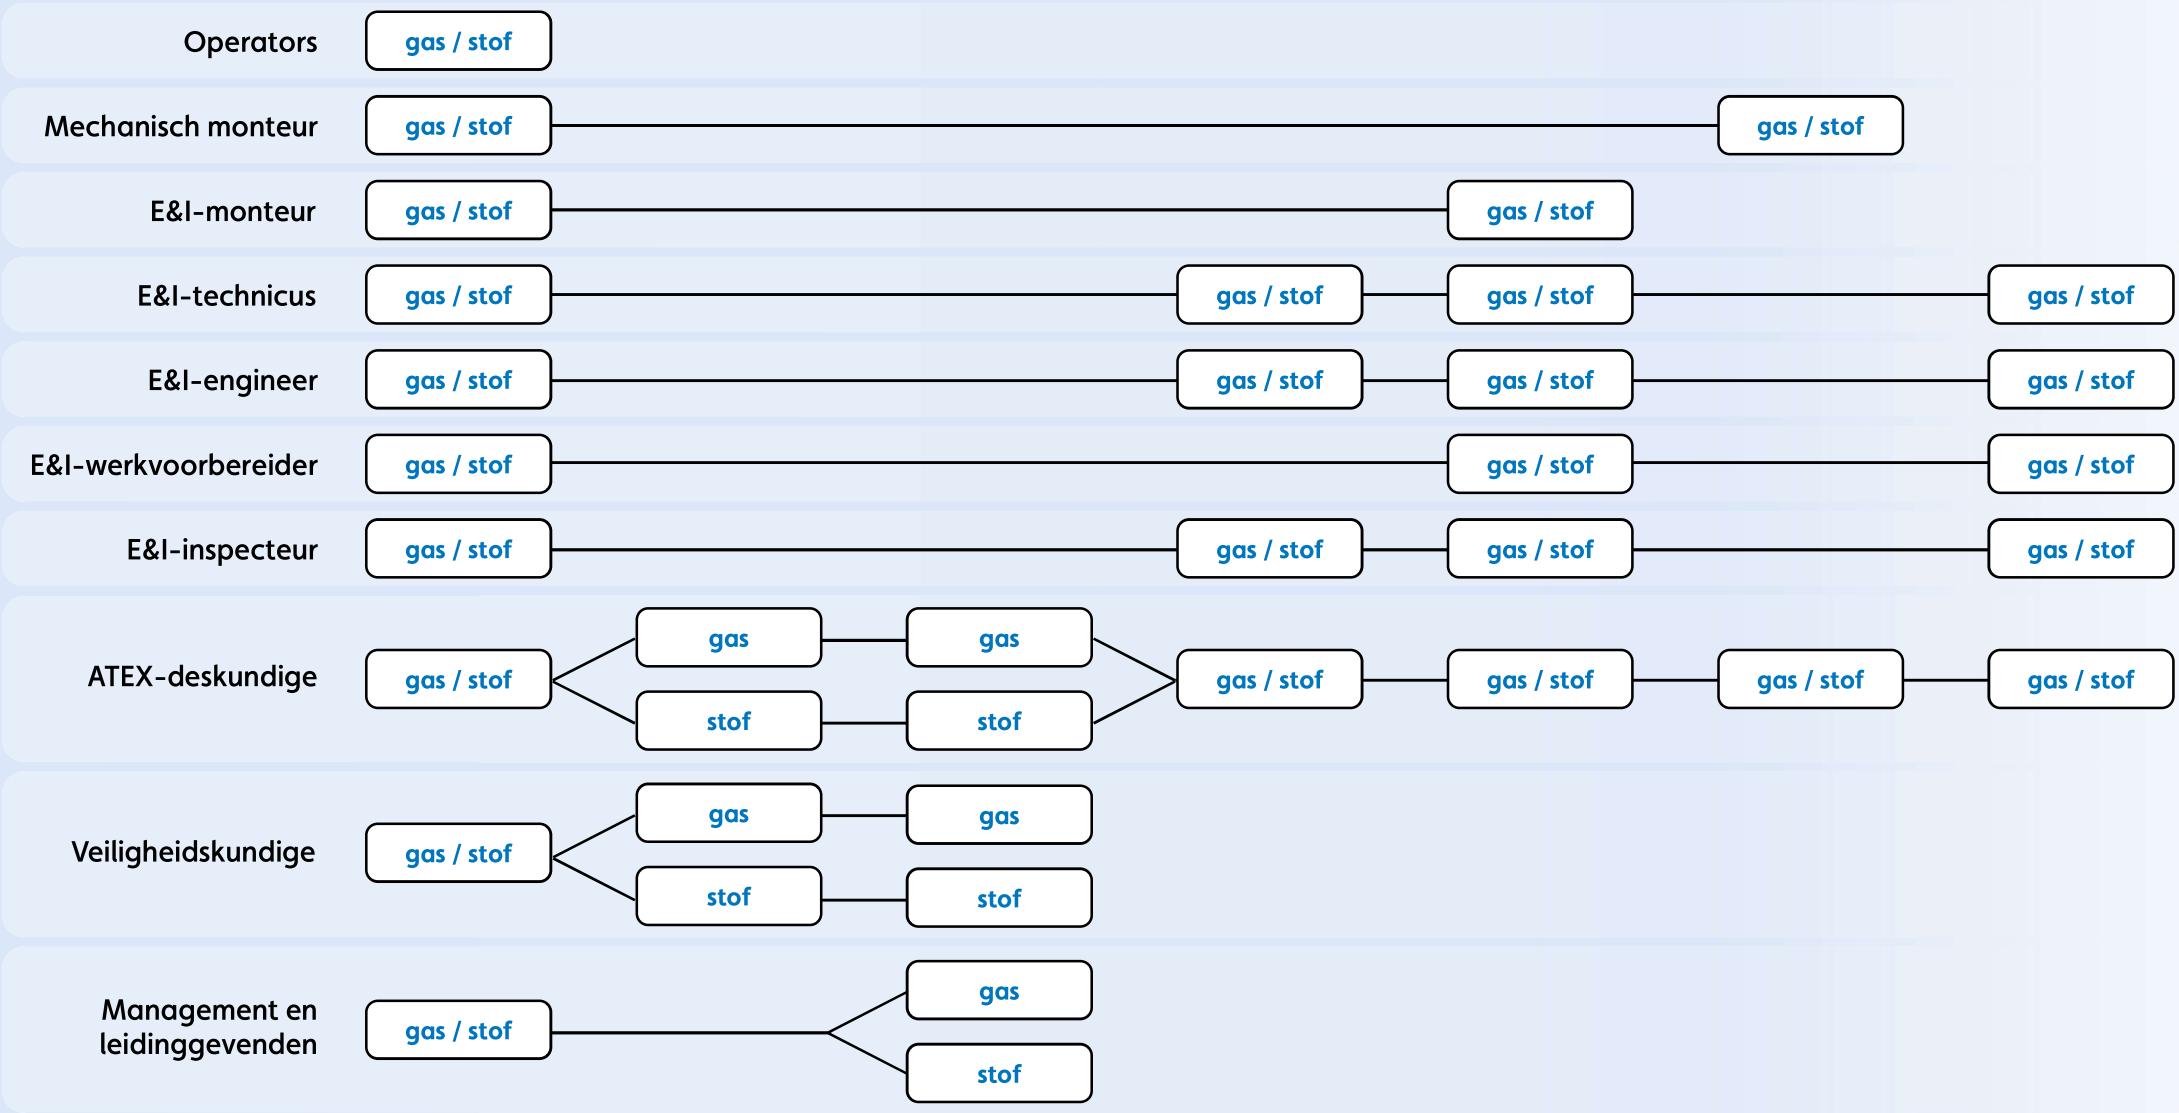 Operators gas / stof
Mechanisch monteur gas / stof gas / stof
E&I-monteur gas / stof gas / stof
E&I-technicus gas / stof gas / stof gas / stof gas / stof
E&I-engineer gas / stof gas / stof gas / stof gas / stof
E&I-werkvoorbereider gas / stof gas / stof gas / stof
E&I-inspecteur gas / stof gas / stof gas / stof gas / stof
gas gas
ATEX-deskundige gas / stof gas / stof gas / stof gas / stof gas / stof
stof stof
gas gas
Veiligheidskundige gas / stof
stof stof
gas
Management en
leidinggevenden gas / stof
stof